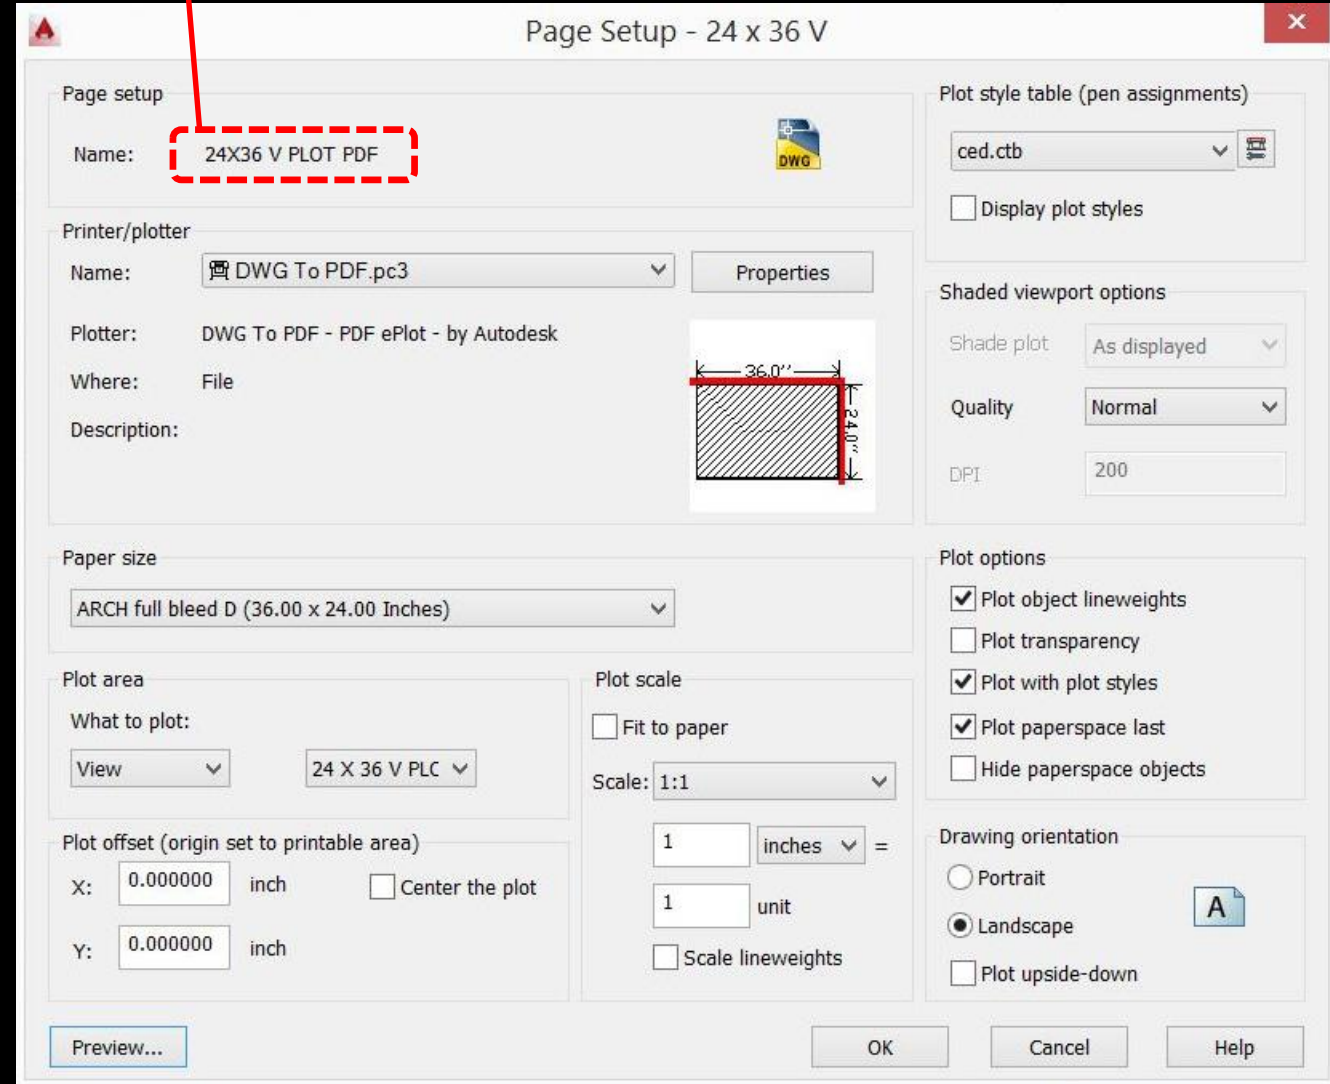 Page Setup - 24 x 36 V
Page setup
Name: 24X36 V PLOT PDF
DWG
Printer/plotter
Name: DWG To PDF.pc3 Properties
Plotter: DWG To PDF - PDF ePlot - by Autodesk
Where: File
Description:
36.0''
24.0''
Paper size
ARCH full bleed D (36.00 x 24.00 Inches)
Plot area
What to plot:
View 24 X 36 V PLC
Plot offset (origin set to printable area)
X: 0.000000 inch Center the plot
Y: 0.000000 inch
Plot scale
Fit to paper
Scale: 1:1
1 inches =
1 unit
Scale lineweights
Plot style table (pen assignments)
ced.ctb
Display plot styles
Shaded viewport options
Shade plot As displayed
Quality Normal
DPI 200
Plot options
Plot object lineweights
Plot transparency
Plot with plot styles
Plot paperspace last
Hide paperspace objects
Drawing orientation
Portrait
Landscape
A
Plot upside-down
Preview... OK Cancel Help